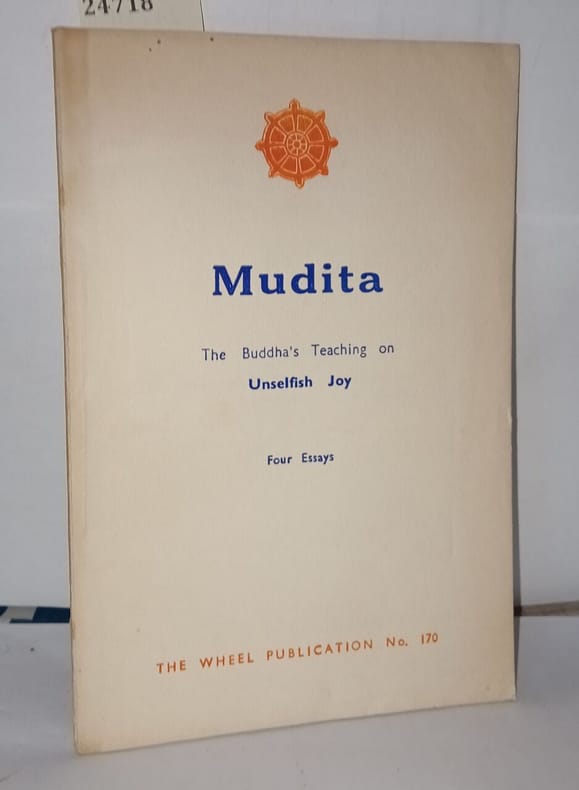 24718
Mudita
The Buddha's Teaching on
Unselfish Joy
Four Essays
THE WHEEL PUBLICATION No. 170